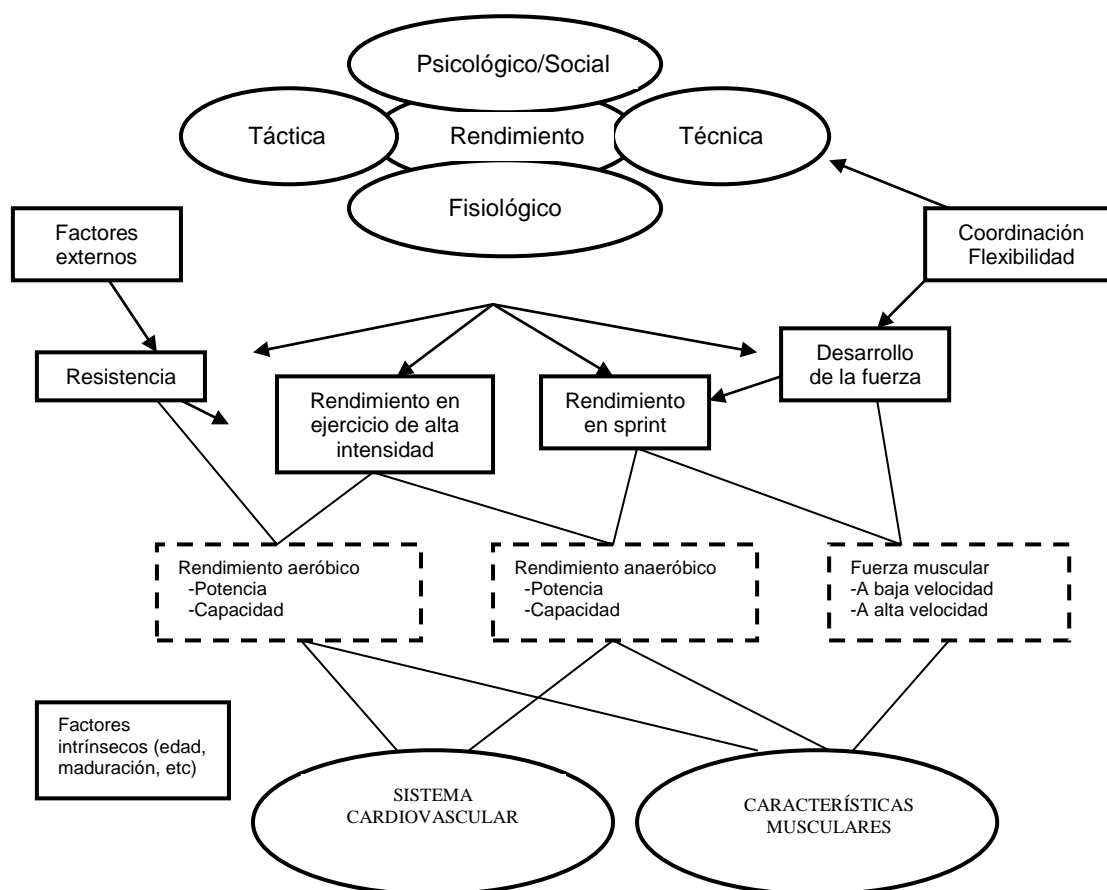 Psicológico/Social
Táctica
Rendimiento
Técnica
Fisiológico
Factores
externos
Coordinación
Flexibilidad
Resistencia
Rendimiento en
ejercicio de alta
intensidad
Rendimiento
en sprint
Desarrollo
de la fuerza
Rendimiento aeróbico
-Potencia
-Capacidad
Rendimiento anaeróbico
-Potencia
-Capacidad
Fuerza muscular
-A baja velocidad
-A alta velocidad
Factores
intrínsecos (edad,
maduración, etc)
SISTEMA
CARDIOVASCULAR
CARACTERÍSTICAS
MUSCULARES